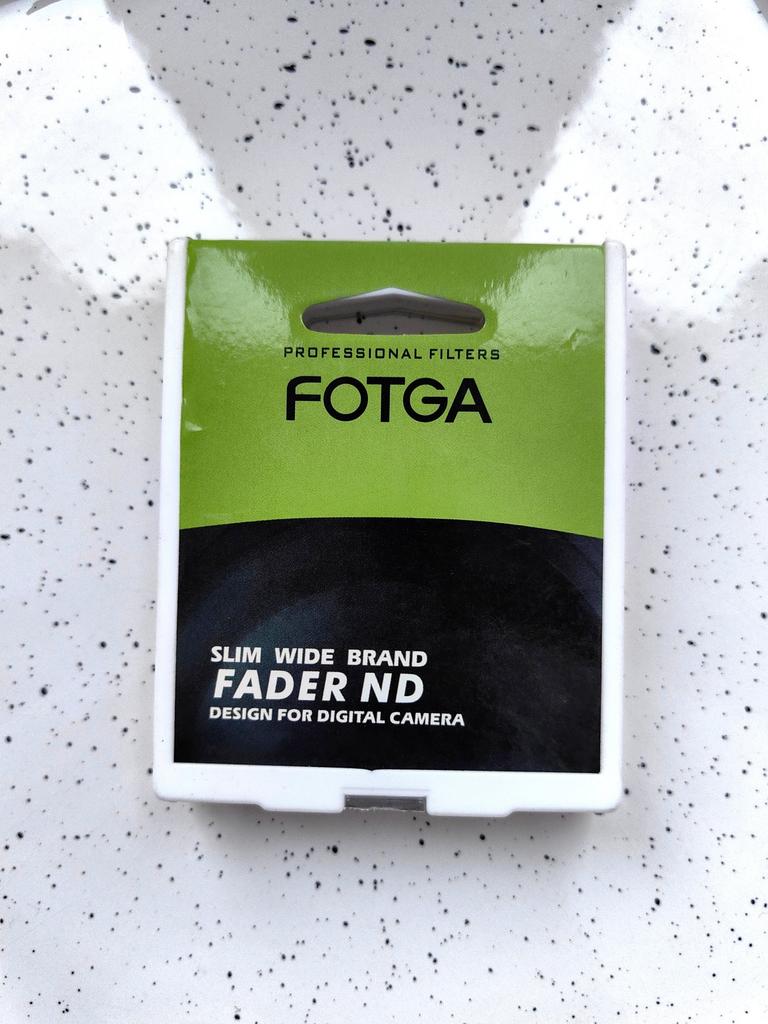 PROFESSIONAL FILTERS
FOTGA
SLIM WIDE BRAND
FADER ND
DESIGN FOR DIGITAL CAMERA